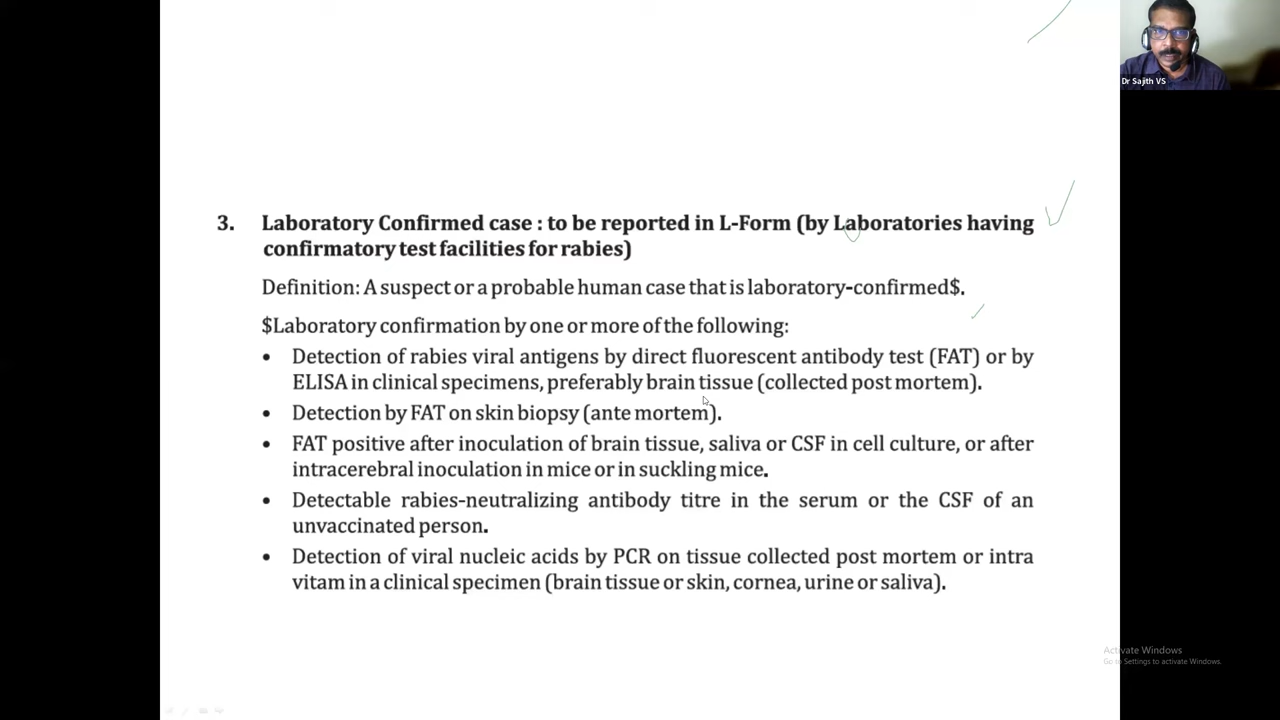 Dr Sajith VS
3. Laboratory Confirmed case : to be reported in L-Form (by Laboratories having
confirmatory test facilities for rabies)
Definition: A suspect or a probable human case that is laboratory-confirmed$.
$Laboratory confirmation by one or more of the following:
• Detection of rabies viral antigens by direct fluorescent antibody test (FAT) or by
ELISA in clinical specimens, preferably brain tissue (collected post mortem).
• Detection by FAT on skin biopsy (ante mortem).
• FAT positive after inoculation of brain tissue, saliva or CSF in cell culture, or after
intracerebral inoculation in mice or in suckling mice.
• Detectable rabies-neutralizing antibody titre in the serum or the CSF of an
unvaccinated person.
• Detection of viral nucleic acids by PCR on tissue collected post mortem or intra
vitam in a clinical specimen (brain tissue or skin, cornea, urine or saliva).
Activate Windows
Go to Settings to activate Windows.